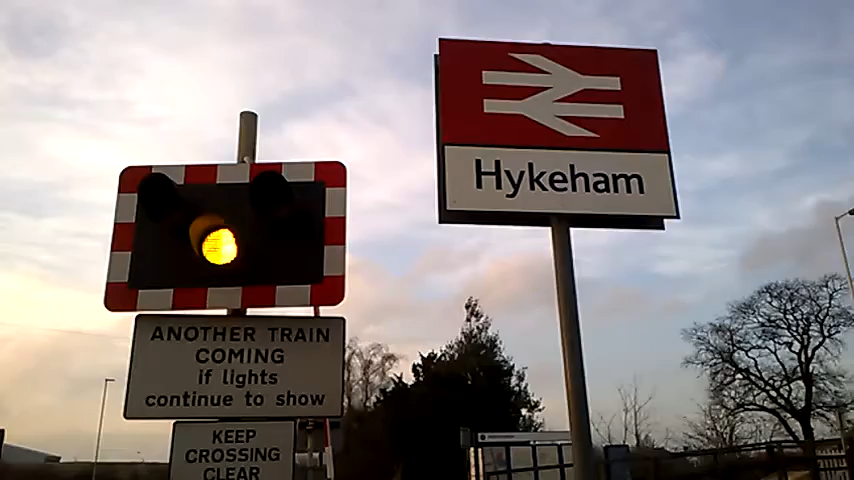 Hykeham
ANOTHER TRAIN
COMING
if lights
continue to show
KEEP
CROSSING
CLEAR